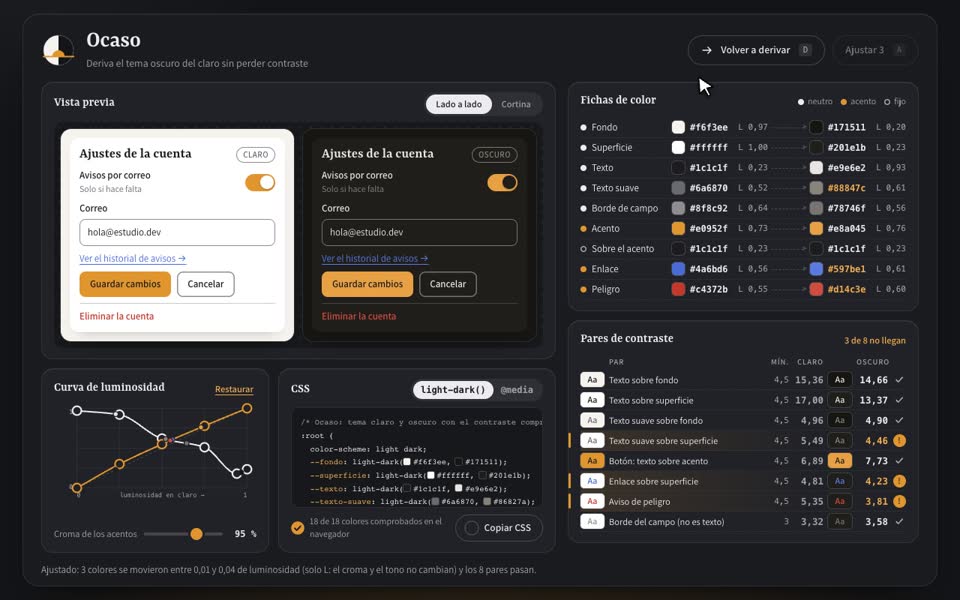 Ocaso
Deriva el tema oscuro del claro sin perder contraste
→ Volver a derivar D
Ajustar 3 A
Vista previa
Lado a lado Cortina
Ajustes de la cuenta CLARO
Avisos por correo
Solo si hace falta
Correo
hola@estudio.dev
Ver el historial de avisos →
Guardar cambios Cancelar
Eliminar la cuenta
Ajustes de la cuenta OSCURO
Avisos por correo
Solo si hace falta
Correo
hola@estudio.dev
Ver el historial de avisos →
Guardar cambios Cancelar
Eliminar la cuenta
Curva de luminosidad Restaurar
luminosidad en claro → 1
Croma de los acentos 95 %
CSS light-dark() @media
/* Ocaso: tema claro y oscuro con el contraste compr
:root {
color-scheme: light dark;
--fondo: light-dark(#f6f3ee, #171511);
--superficie: light-dark(#ffffff, #201e1b);
--texto: light-dark(#1c1c1f, #e9e6e2);
--texto-suave: light-dark(#6a6870, #86827a);
18 de 18 colores comprobados en el
navegador
Copiar CSS
Fichas de color neutro acento fijo
Fondo #f6f3ee L 0,97 #171511 L 0,20
Superficie #ffffff L 1,00 #201e1b L 0,23
Texto #1c1c1f L 0,23 #e9e6e2 L 0,93
Texto suave #6a6870 L 0,52 #88847c L 0,61
Borde de campo #8f8c92 L 0,64 #78746f L 0,56
Acento #e0952f L 0,73 #e8a045 L 0,76
Sobre el acento #1c1c1f L 0,23 #1c1c1f L 0,23
Enlace #4a6bd6 L 0,56 #597be1 L 0,61
Peligro #c4372b L 0,55 #d14c3e L 0,60
Pares de contraste 3 de 8 no llegan
PAR MÍN. CLARO OSCURO
Aa Texto sobre fondo 4,5 15,36 Aa 14,66
Aa Texto sobre superficie 4,5 17,00 Aa 13,37
Aa Texto suave sobre fondo 4,5 4,96 Aa 4,90
Aa Texto suave sobre superficie 4,5 5,49 Aa 4,46 !
Aa Botón: texto sobre acento 4,5 6,89 Aa 7,73
Aa Enlace sobre superficie 4,5 4,81 Aa 4,23 !
Aa Aviso de peligro 4,5 5,35 Aa 3,81 !
Aa Borde del campo (no es texto) 3 3,32 Aa 3,58
Ajustado: 3 colores se movieron entre 0,01 y 0,04 de luminosidad (solo L: el croma y el tono no cambian) y los 8 pares pasan.